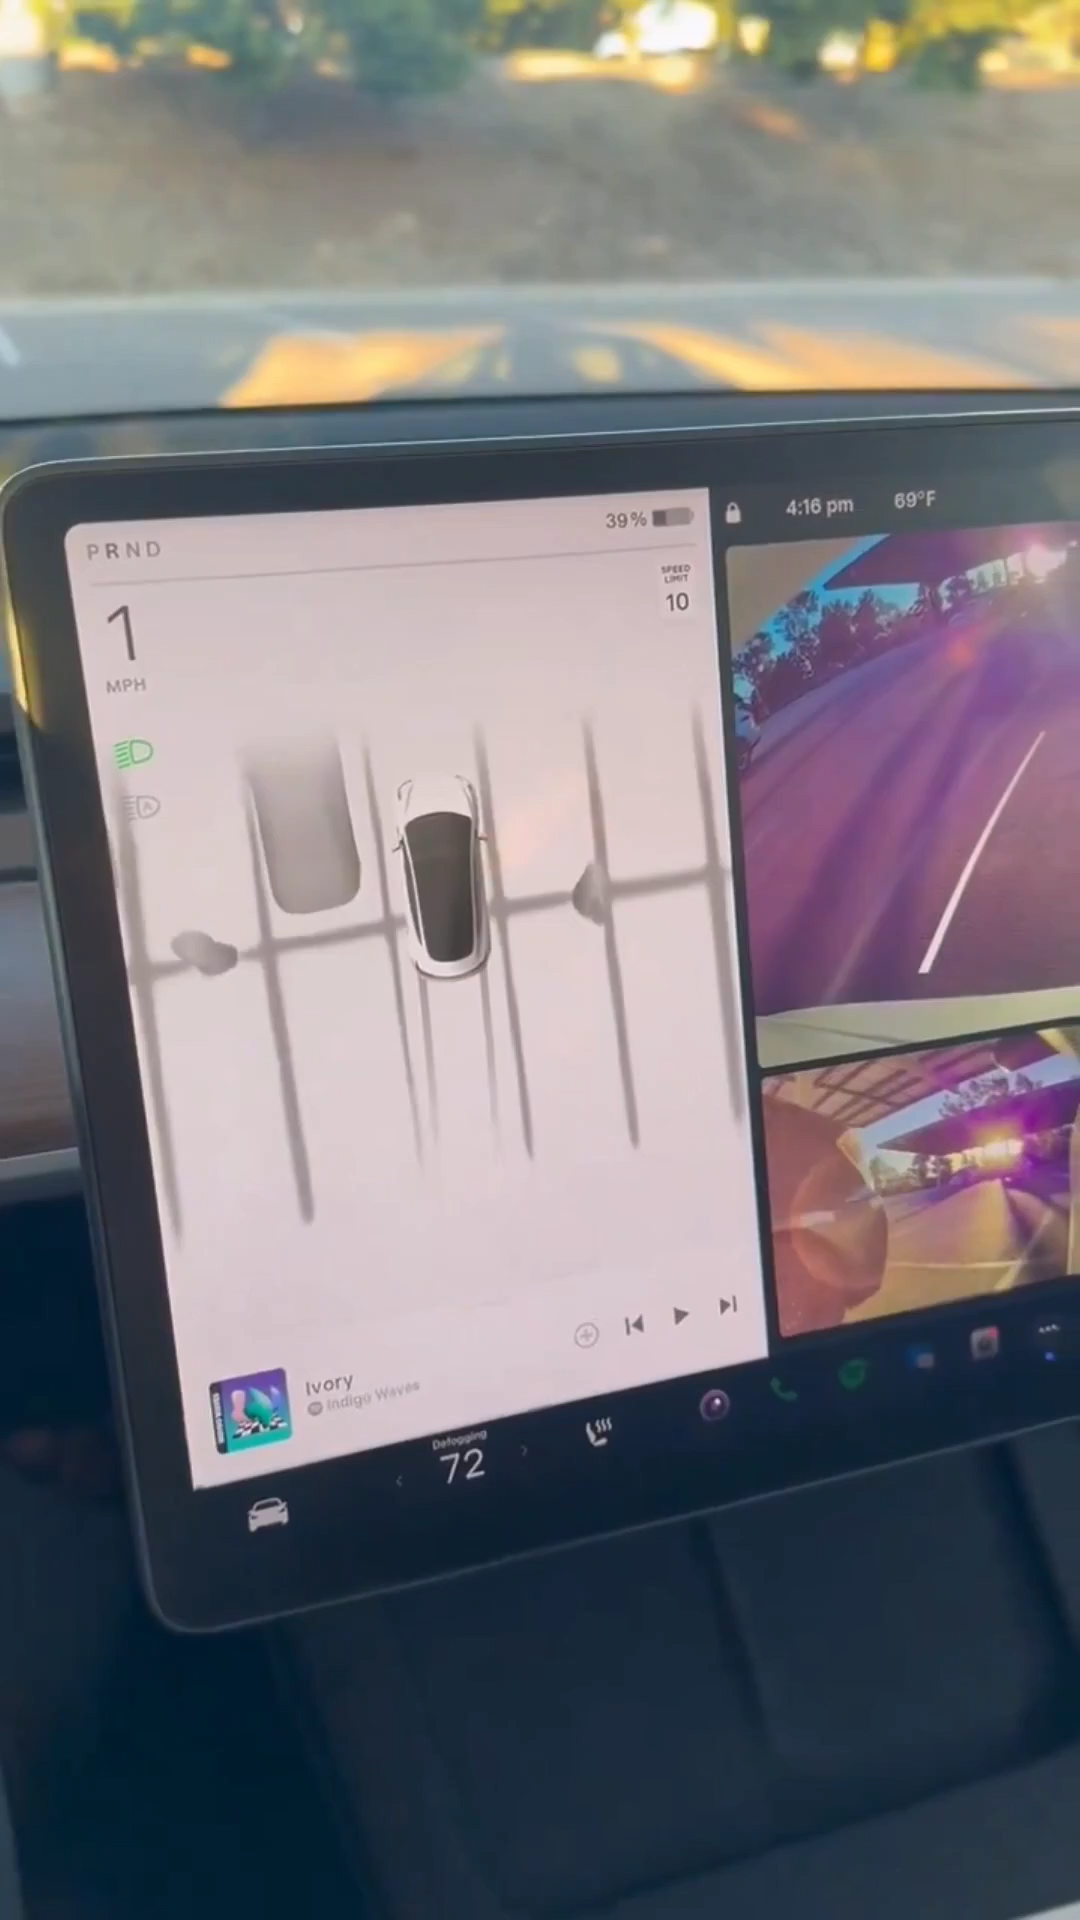 PRND
39%
4:16 pm
69°F
SPEED
LIMIT
10
1
MPH
A
Ivory
Indigo Waves
Defogging
72